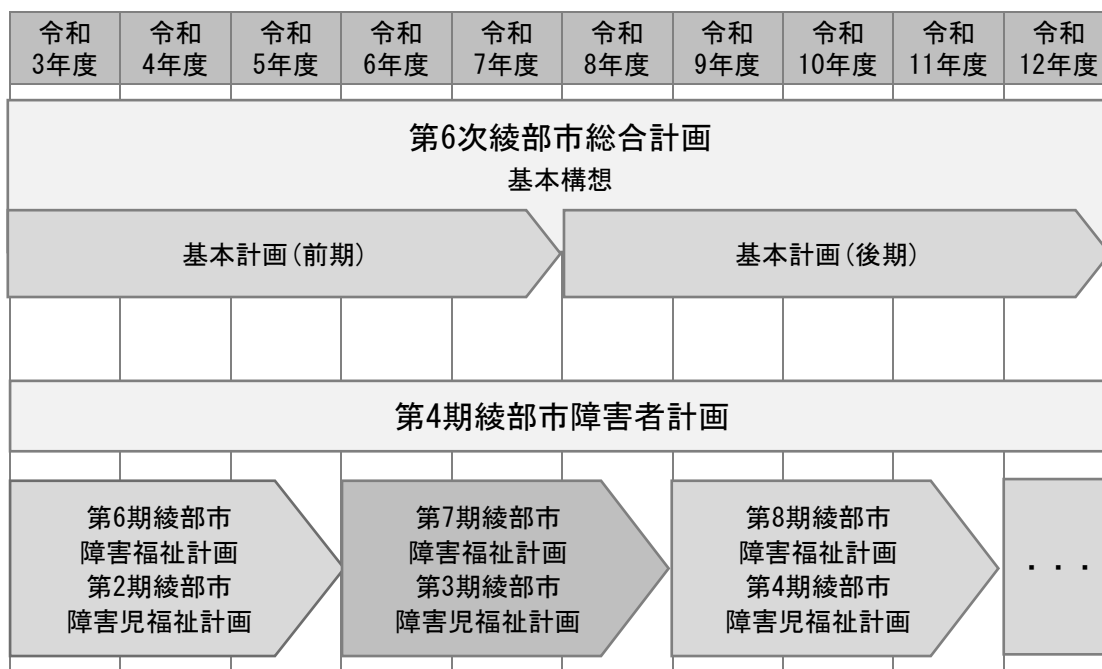 令和 令和 令和 令和 令和 令和 令和 令和 令和 令和
3年度 4年度 5年度 6年度 7年度 8年度 9年度 10年度 11年度 12年度
第6次綾部市総合計画
基本構想
基本計画(前期) 基本計画(後期)
第4期綾部市障害者計画
第6期綾部市
障害福祉計画
第2期綾部市
障害児福祉計画
第7期綾部市
障害福祉計画
第3期綾部市
障害児福祉計画
第8期綾部市
障害福祉計画
第4期綾部市
障害児福祉計画
・・・